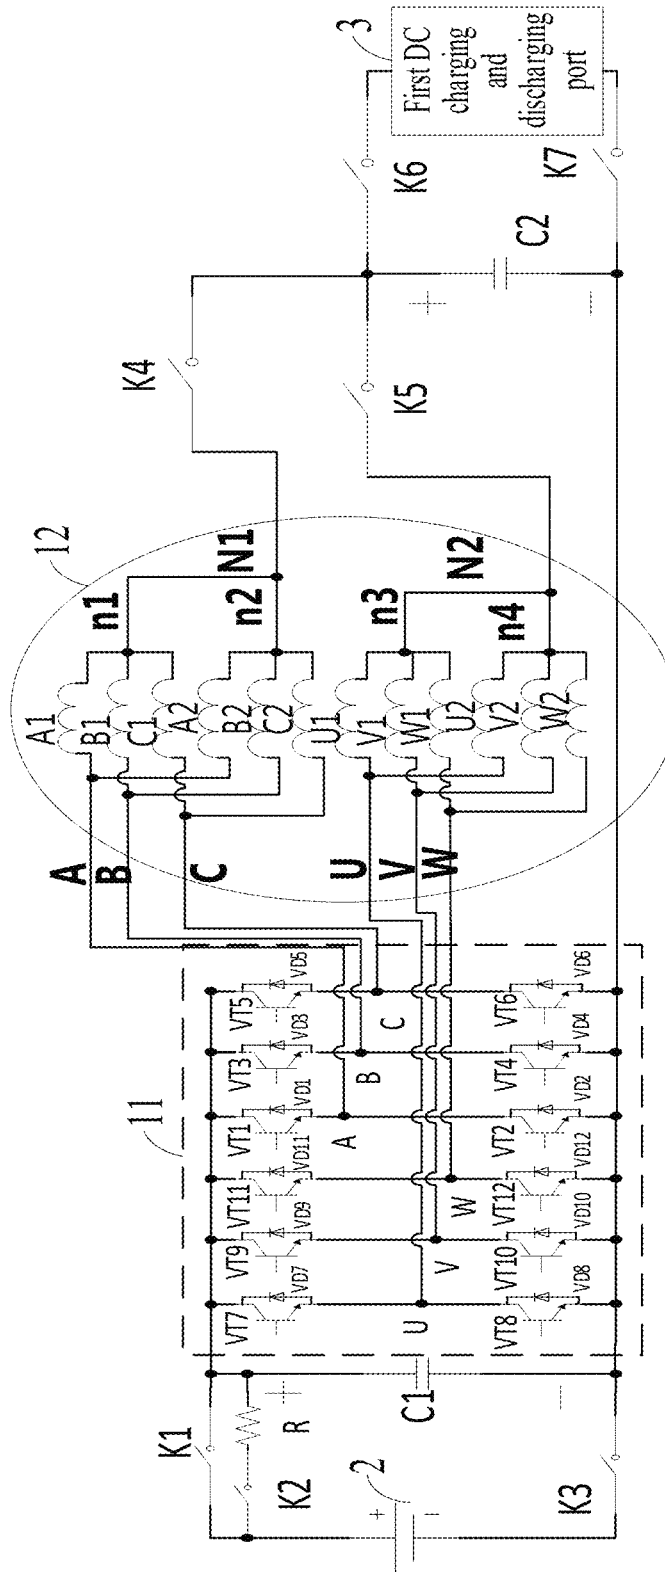 3
First DC
charging
and
discharging
port
K6
K7
C2
+
−
K4
K5
12
N1
N2
n1
n2
n3
n4
A1
B1
C1
A2
B2
C2
U1
V1
W1
U2
V2
W2
A
B
C
U
V
W
11
VT5
VD5
VT3
VD3
VT1
VD1
VT11
VD11
VT9
VD9
VT7
VD7
C
B
A
W
V
U
VT6
VD6
VT4
VD4
VT2
VD2
VT12
VD12
VT10
VD10
VT8
VD8
K1
R
K2
+
C1
−
2
+
−
K3